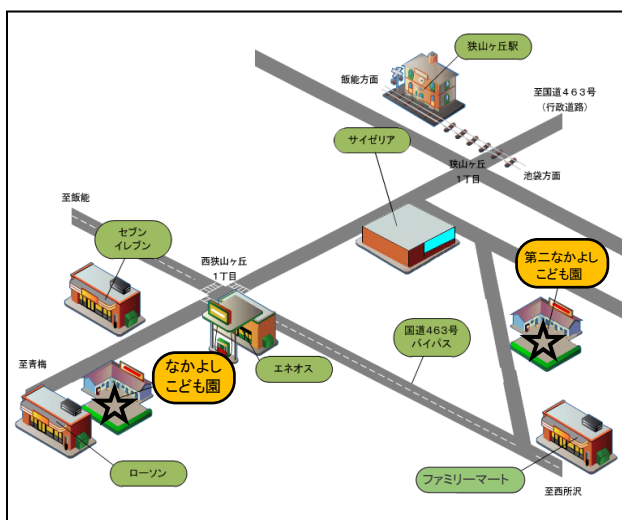 狭山ヶ丘駅
飯能方面
至国道463号
(行政道路)
サイゼリア
狭山ヶ丘
1丁目
池袋方面
至飯能
セブン
イレブン
西狭山ヶ丘
1丁目
第二なかよし
こども園
国道463号
バイパス
エネオス
至青梅
なかよし
こども園
ローソン
ファミリーマート
至西所沢